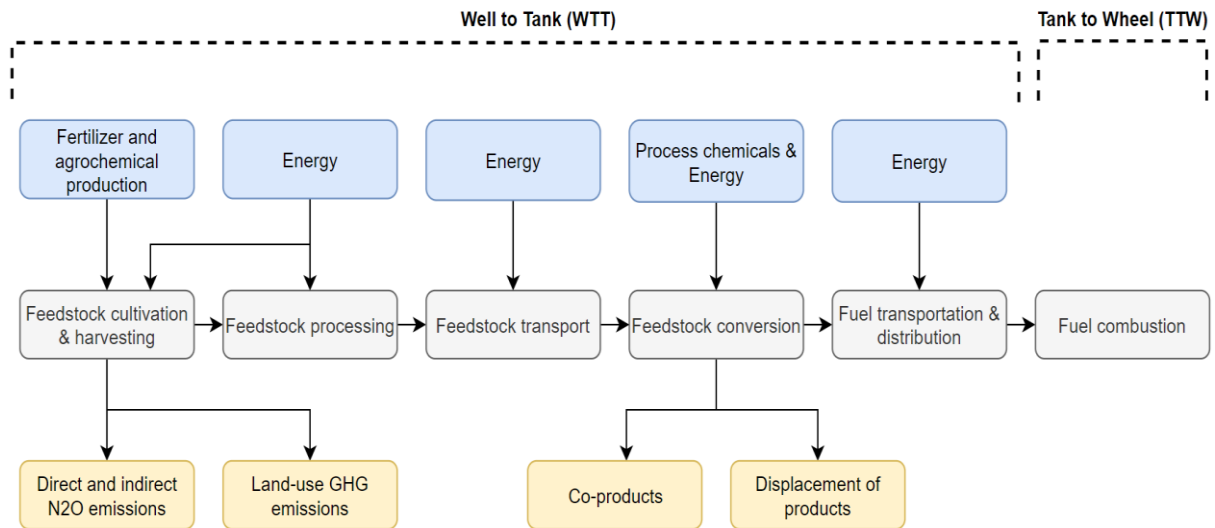 Well to Tank (WTT)
Tank to Wheel (TTW)
Fertilizer and
agrochemical
production
Energy
Energy
Process chemicals &
Energy
Energy
Feedstock cultivation
& harvesting
Feedstock processing
Feedstock transport
Feedstock conversion
Fuel transportation &
distribution
Fuel combustion
Direct and indirect
N2O emissions
Land-use GHG
emissions
Co-products
Displacement of
products